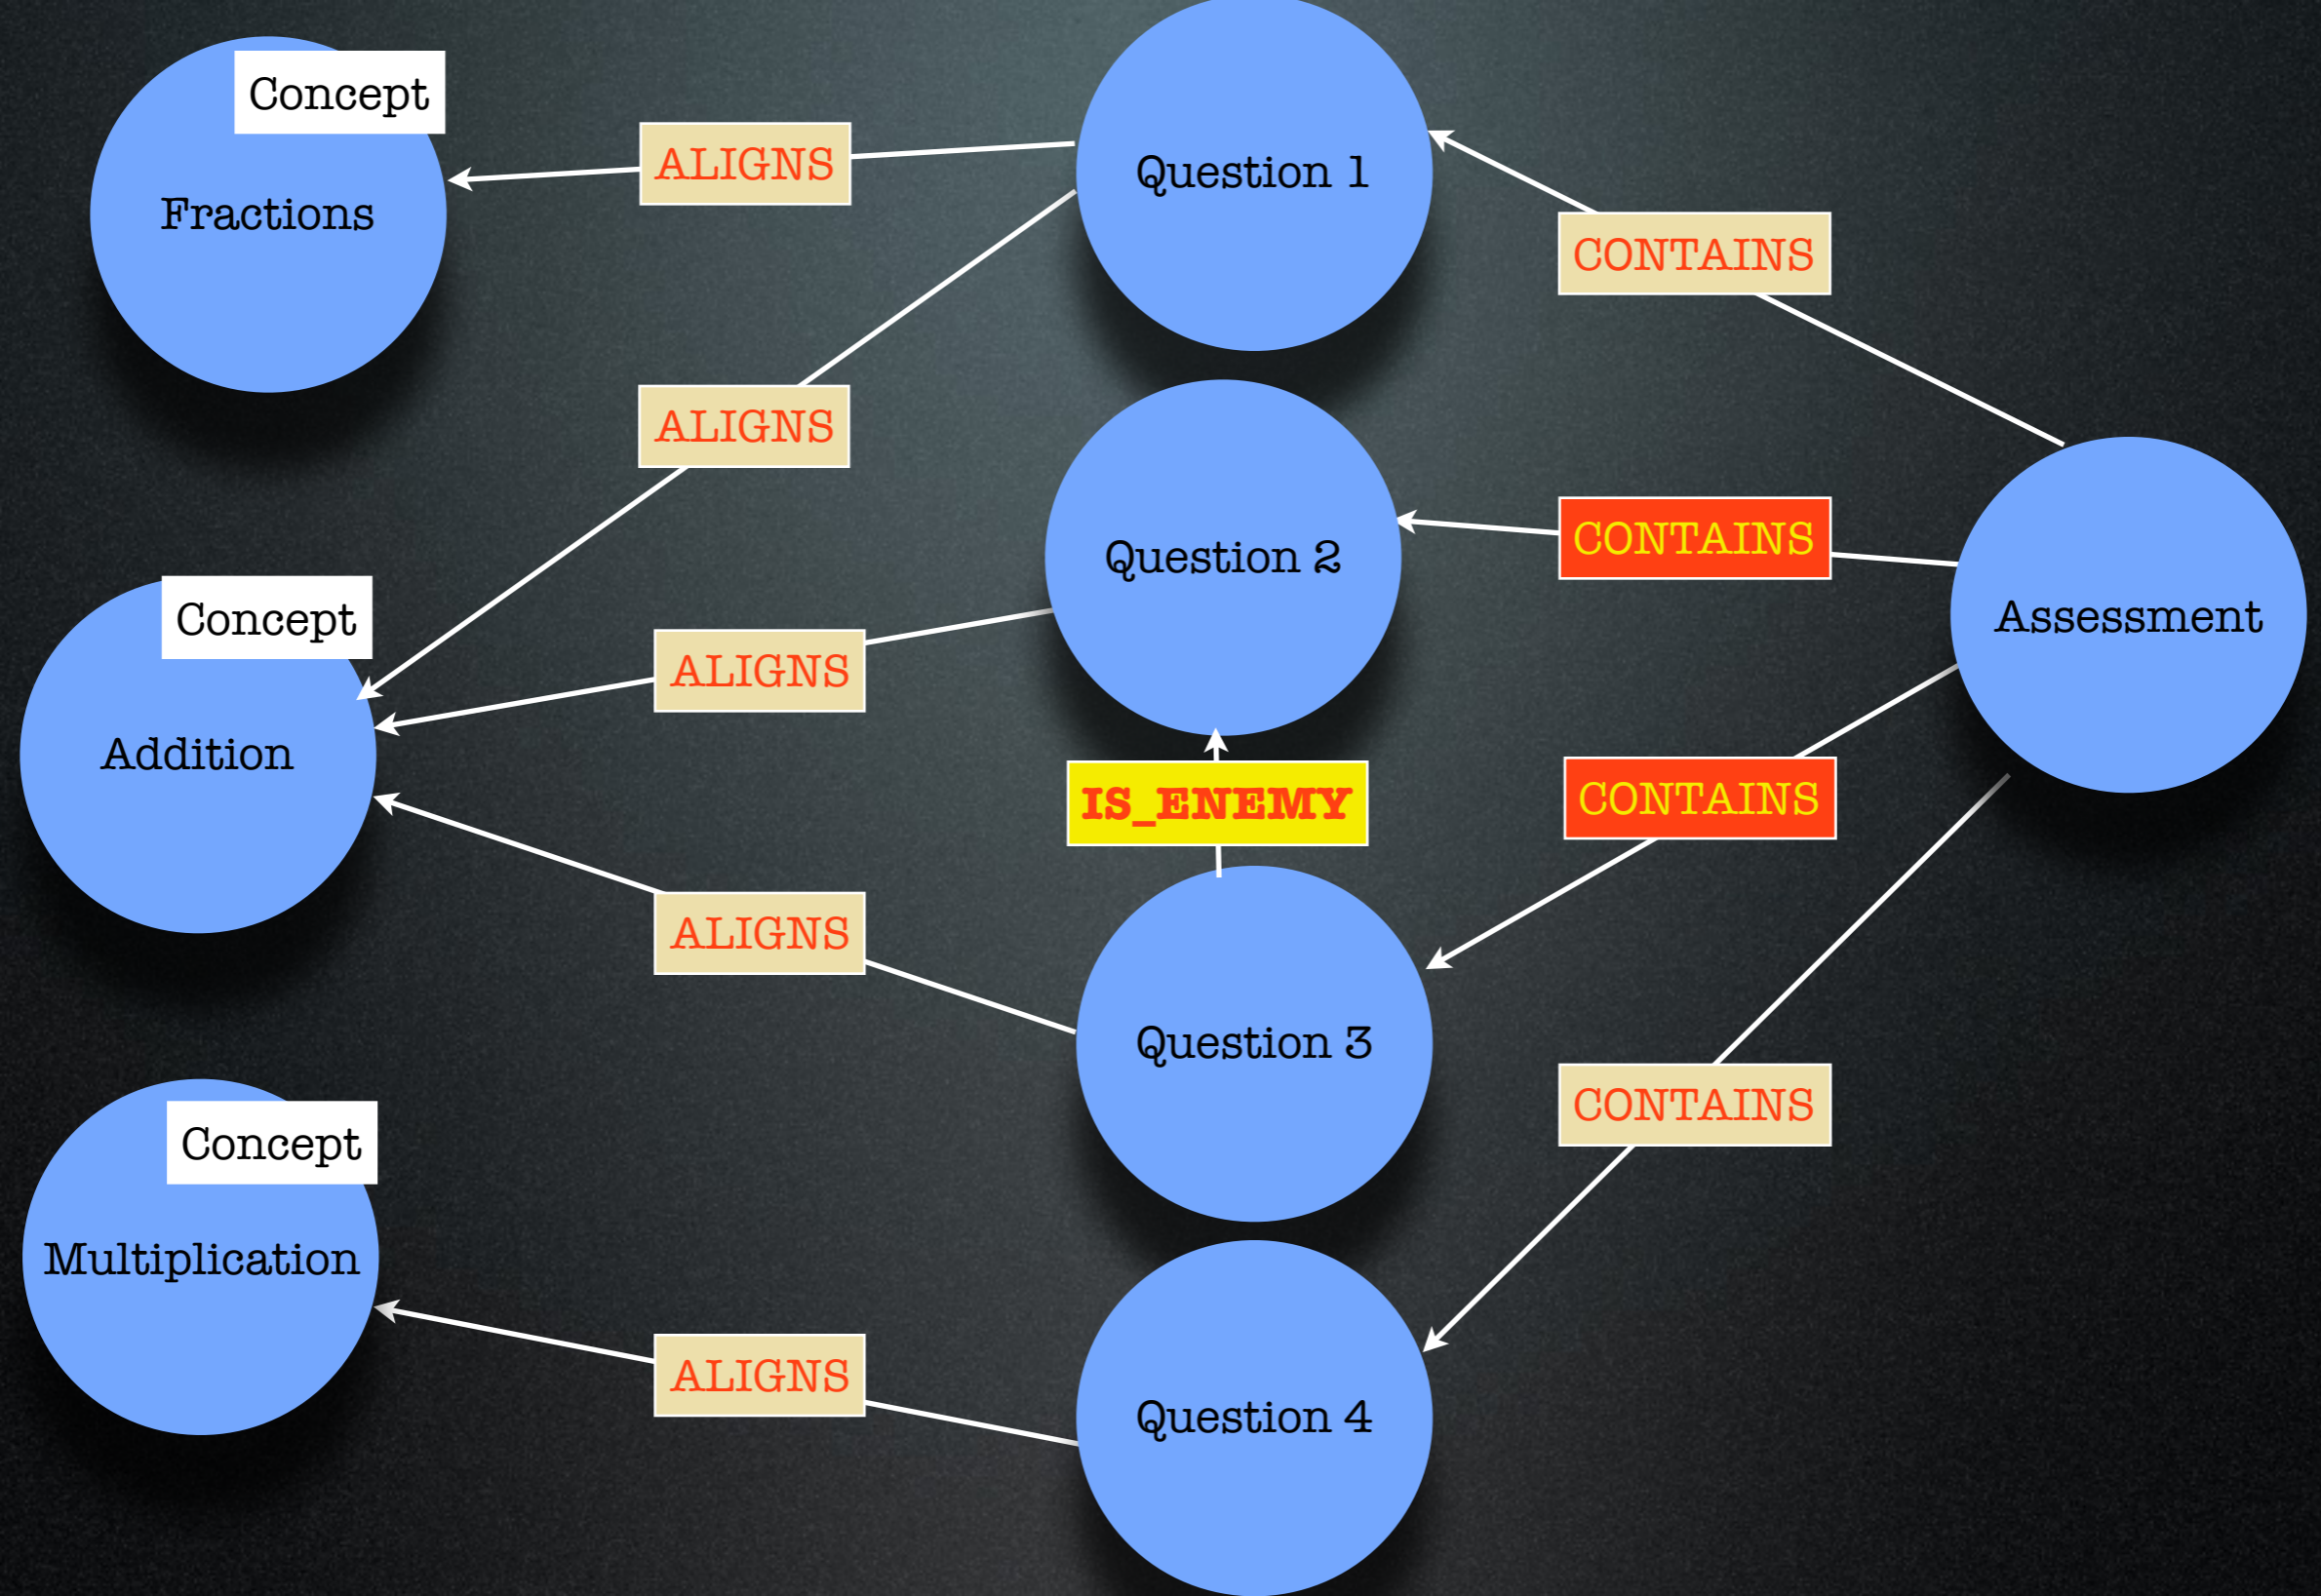 Concept
Fractions
ALIGNS
Question 1
CONTAINS
ALIGNS
Question 2
CONTAINS
Concept
Addition
ALIGNS
Assessment
IS_ENEMY
CONTAINS
ALIGNS
Question 3
CONTAINS
Concept
Multiplication
ALIGNS
Question 4